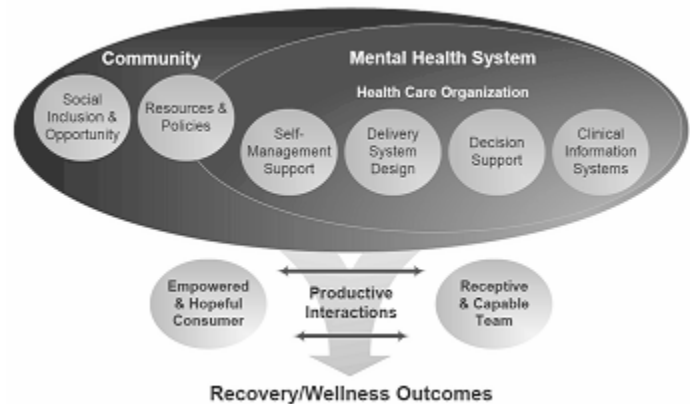 Community
Mental Health System
Health Care Organization
Social
Inclusion &
Opportunity
Resources &
Policies
Self-
Management
Support
Delivery
System
Design
Decision
Support
Clinical
Information
Systems
Empowered
& Hopeful
Consumer
Productive
Interactions
Receptive
& Capable
Team
Recovery/Wellness Outcomes